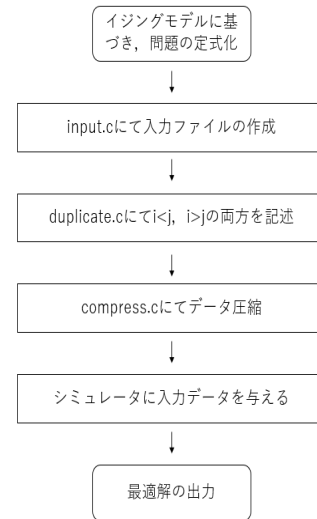 イジングモデルに基
づき，問題の定式化
input.cにて入力ファイルの作成
duplicate.cにてi<j，i>jの両方を記述
compress.cにてデータ圧縮
シミュレータに入力データを与える
最適解の出力